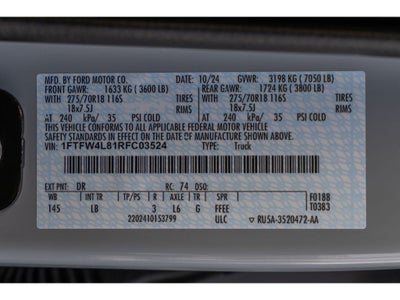 MFD. BY FORD MOTOR CO. 10/24 GVWR: 3198 KG (7050 LB)
FRONT GAWR: 1633 KG ( 3600 LB) REAR GAWR: 1724 KG ( 3800 LB)
WITH 275/70R18 116S TIRES WITH 275/70R18 116S TIRES
18x7.5J RIMS 18x7.5J RIMS
AT 240 kPa/ 35 PSI COLD AT 240 kPa/ 35 PSI COLD
THIS VEHICLE CONFORMS TO ALL APPLICABLE FEDERAL MOTOR VEHICLE
SAFETY STANDARDS IN EFFECT ON THE DATE OF MANUFACTURE SHOWN ABOVE.
VIN: 1FTFW4L81RFC03524 TYPE: Truck
EXT PNT: DR RC: 74 DSO:
WB INT TR TP/PS R AXLE TR SPR F0188
145 LB 3 L6 G FFEE T0383
2202410153799 ULC RU5A-3520472-AA